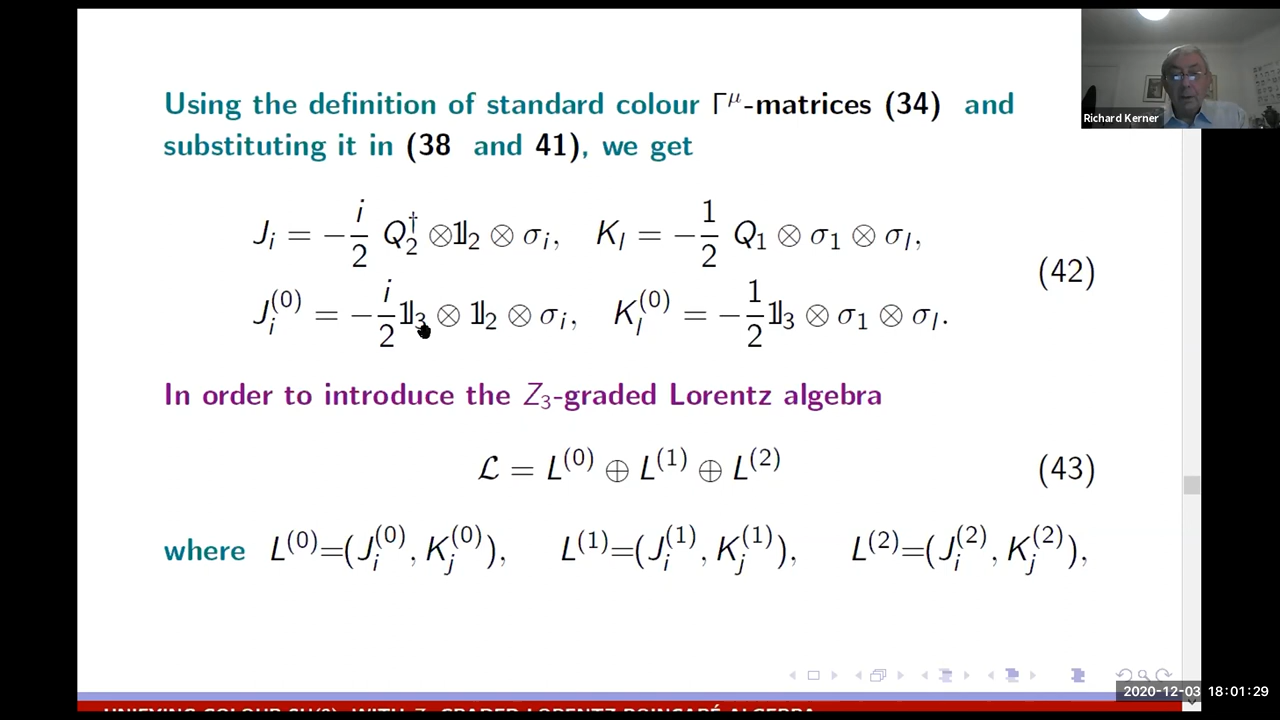 Using the definition of standard colour Γ^μ-matrices (34) and
substituting it in (38 and 41), we get
J_i = −i/2 Q_2^† ⊗ 𝟙_2 ⊗ σ_i, K_l = −1/2 Q_1 ⊗ σ_1 ⊗ σ_l,
J_i^(0) = −i/2 𝟙_3 ⊗ 𝟙_2 ⊗ σ_i, K_l^(0) = −1/2 𝟙_3 ⊗ σ_1 ⊗ σ_l.
(42)
In order to introduce the Z_3-graded Lorentz algebra
ℒ = L^(0) ⊕ L^(1) ⊕ L^(2) (43)
where L^(0)=(J_i^(0), K_j^(0)), L^(1)=(J_i^(1), K_j^(1)), L^(2)=(J_i^(2), K_j^(2)),
Richard Kerner
2020-12-03 18:01:29